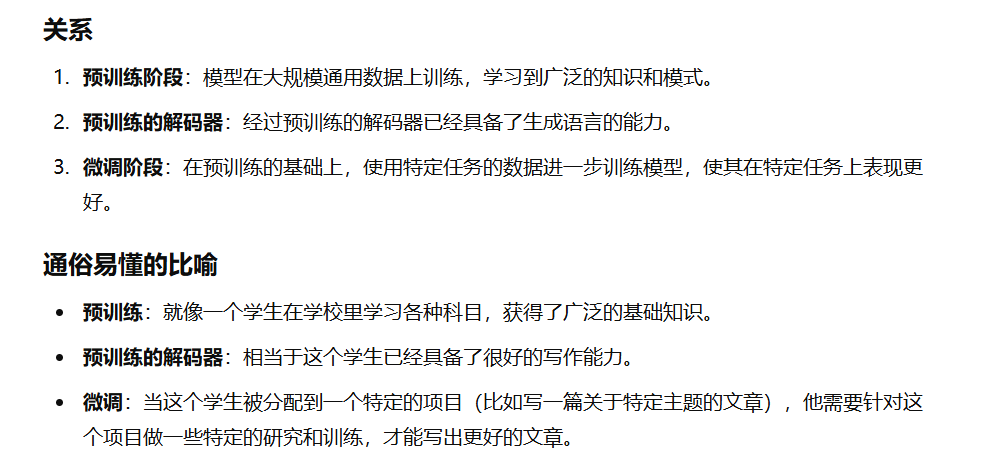 关系
1. 预训练阶段：模型在大规模通用数据上训练，学习到广泛的知识和模式。
2. 预训练的解码器：经过预训练的解码器已经具备了生成语言的能力。
3. 微调阶段：在预训练的基础上，使用特定任务的数据进一步训练模型，使其在特定任务上表现更
好。
通俗易懂的比喻
• 预训练：就像一个学生在学校里学习各种科目，获得了广泛的基础知识。
• 预训练的解码器：相当于这个学生已经具备了很好的写作能力。
• 微调：当这个学生被分配到一个特定的项目（比如写一篇关于特定主题的文章），他需要针对这
个项目做一些特定的研究和训练，才能写出更好的文章。